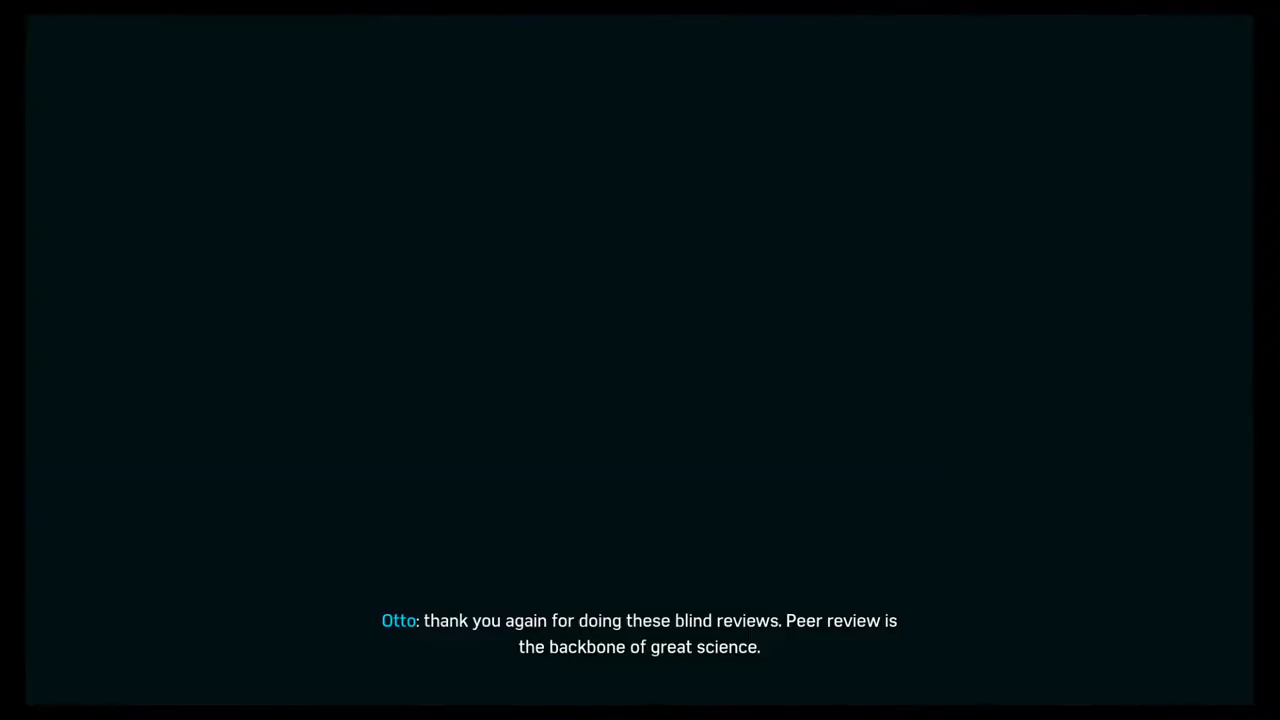 Otto: thank you again for doing these blind reviews. Peer review is
the backbone of great science.